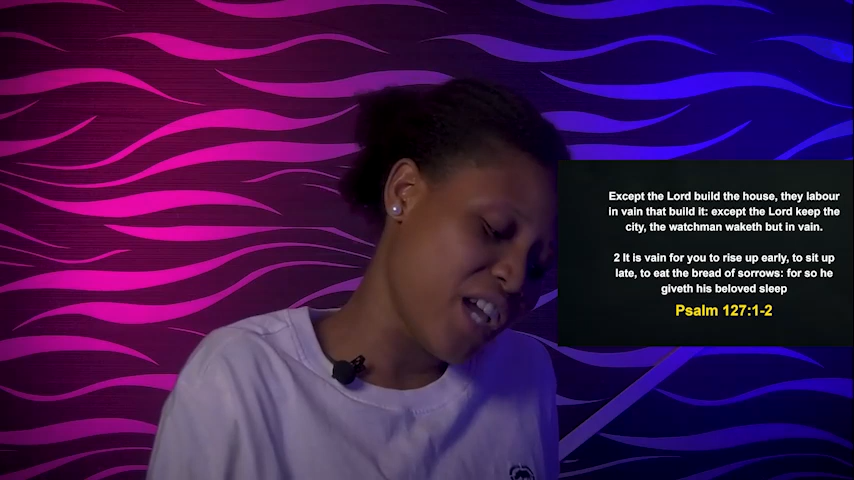 Except the Lord build the house, they labour
in vain that build it: except the Lord keep the
city, the watchman waketh but in vain.
2 It is vain for you to rise up early, to sit up
late, to eat the bread of sorrows: for so he
giveth his beloved sleep
Psalm 127:1-2